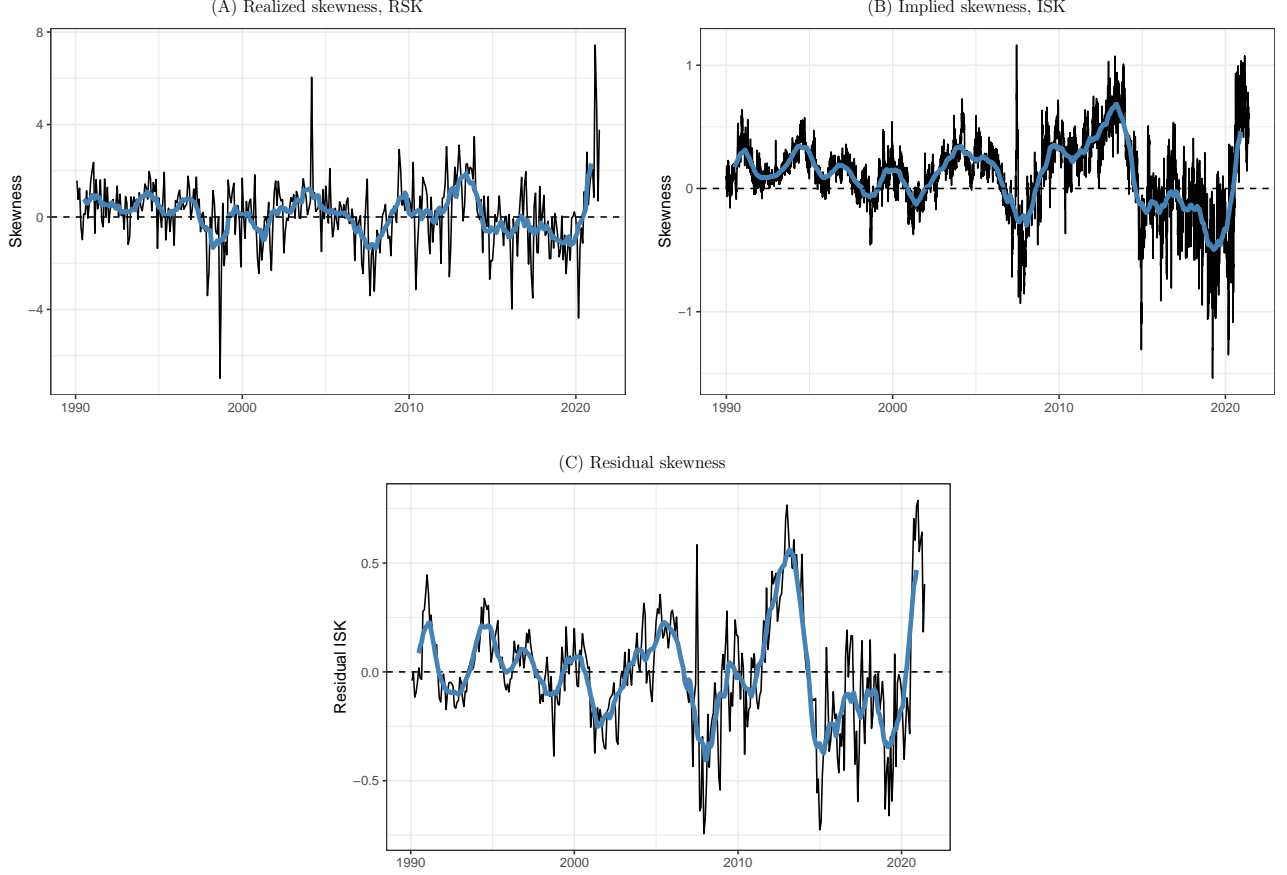 (A) Realized skewness, RSK
8
4
0
−4
Skewness
1990 2000 2010 2020
(B) Implied skewness, ISK
1
0
−1
Skewness
1990 2000 2010 2020
(C) Residual skewness
0.5
0.0
−0.5
Residual ISK
1990 2000 2010 2020